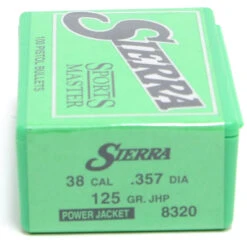 100 PISTOL BULLETS
SPORTS
MASTER
SIERRA
SIERRA
38 CAL .357 DIA
125 GR. JHP
POWER JACKET 8320